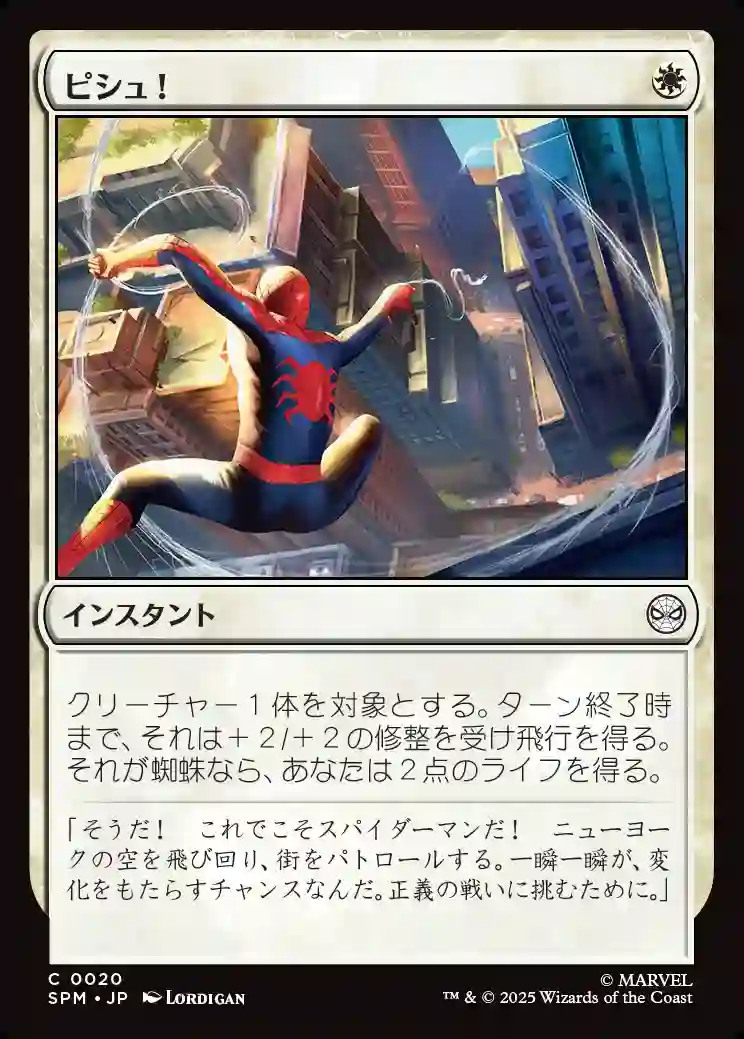 ピシュ！
インスタント
クリーチャー１体を対象とする。ターン終了時
まで、それは＋２/＋２の修整を受け飛行を得る。
それが蜘蛛なら、あなたは２点のライフを得る。
「そうだ！　これでこそスパイダーマンだ！　ニューヨー
クの空を飛び回り、街をパトロールする。一瞬一瞬が、変
化をもたらすチャンスなんだ。正義の戦いに挑むために。」
C 0020
SPM • JP LORDIGAN
© MARVEL
™ & © 2025 Wizards of the Coast